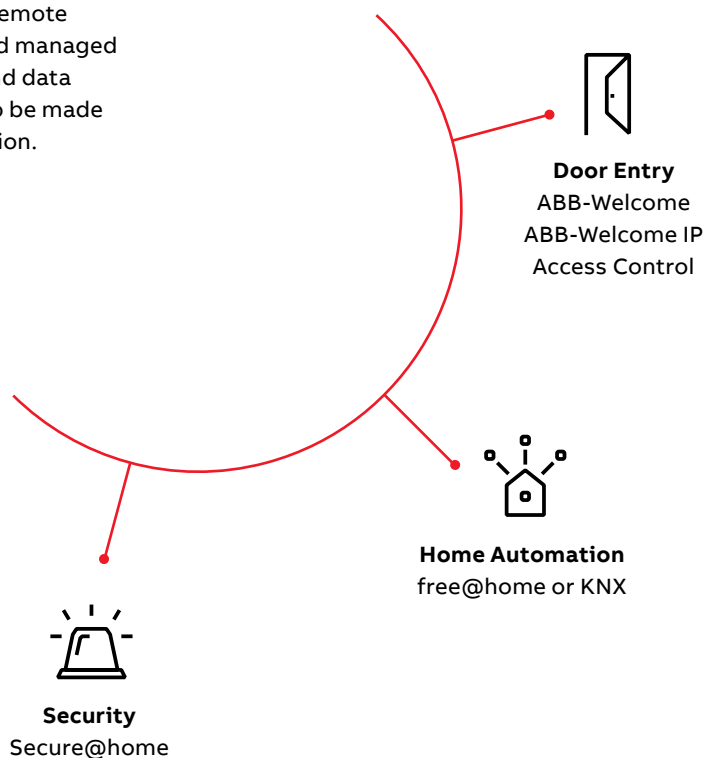 emote
d managed
nd data
o be made
ion.
Door Entry
ABB-Welcome
ABB-Welcome IP
Access Control
Home Automation
free@home or KNX
Security
Secure@home